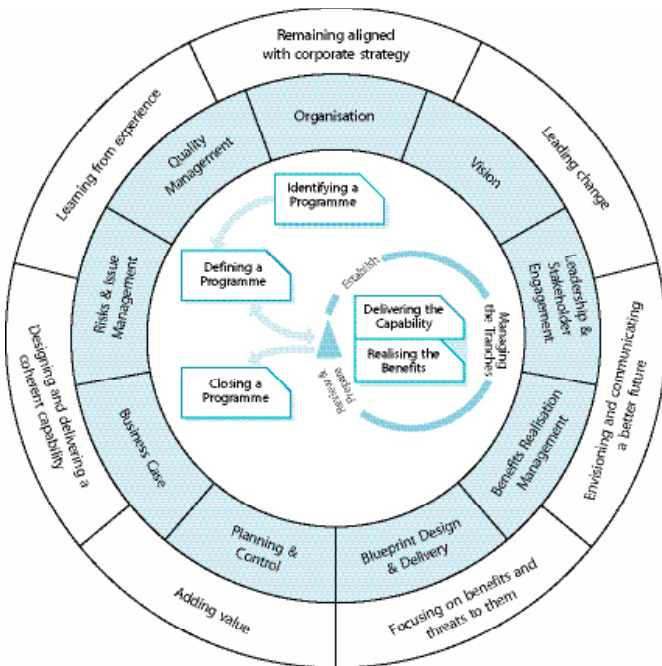 Remaining aligned
with corporate strategy
Leading change
Envisioning and communicating
a better future
Focusing on benefits and
threats to them
Adding value
Designing and delivering a
coherent capability
Learning from experience
Organisation
Vision
Leadership &
Stakeholder
Engagement
Benefits Realisation
Management
Blueprint Design
& Delivery
Planning &
Control
Business Case
Risks & Issue
Management
Quality
Management
Identifying a
Programme
Defining a
Programme
Closing a
Programme
Establish
Delivering the
Capability
Realising the
Benefits
Managing
the Tranches
Review &
Prepare